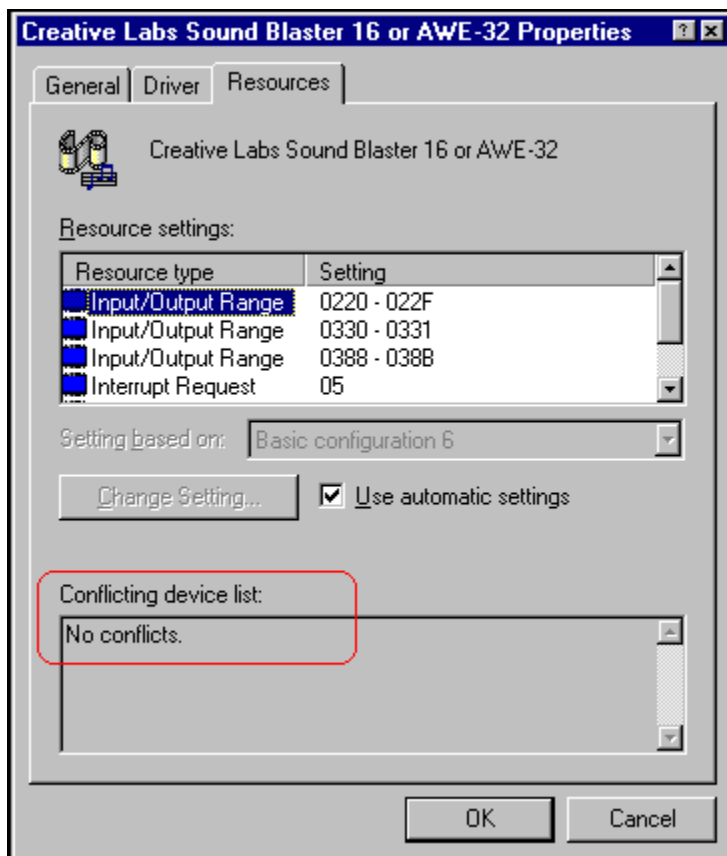 Creative Labs Sound Blaster 16 or AWE-32 Properties
General Driver Resources
Creative Labs Sound Blaster 16 or AWE-32
Resource settings:
Resource type Setting
Input/Output Range 0220 - 022F
Input/Output Range 0330 - 0331
Input/Output Range 0388 - 038B
Interrupt Request 05
Setting based on: Basic configuration 6
Change Setting... Use automatic settings
Conflicting device list:
No conflicts.
OK Cancel